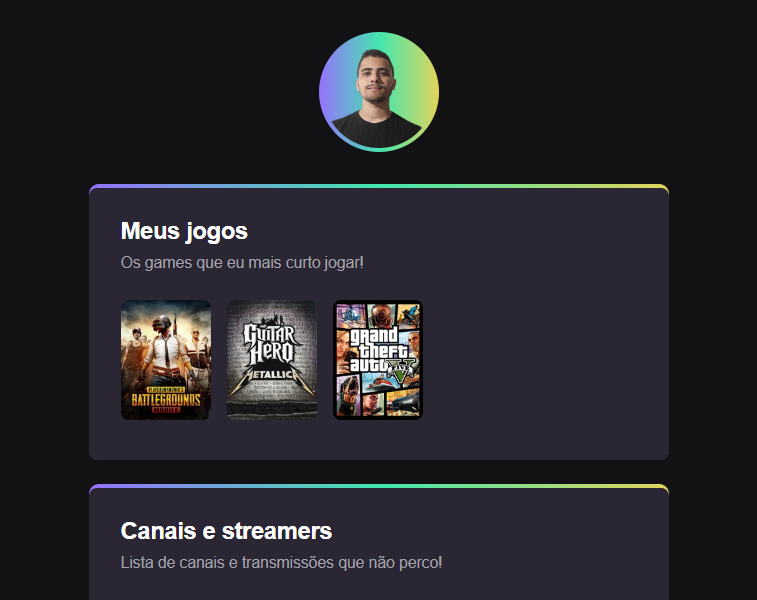 Meus jogos
Os games que eu mais curto jogar!
BATTLEGROUNDS
MOBILE
GUITAR
HERO
METALLICA
grand
theft
auto
V
Canais e streamers
Lista de canais e transmissões que não perco!